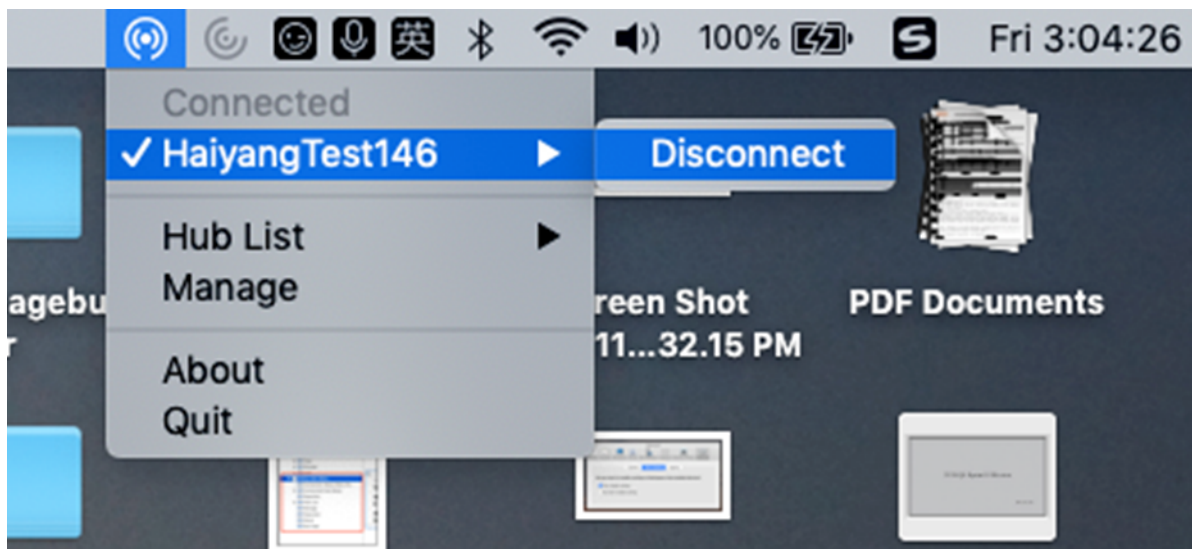 英 100% S Fri 3:04:26
Connected
✓ HaiyangTest146 Disconnect
Hub List
Manage
About
Quit
agebu
r
reen Shot
11...32.15 PM
PDF Documents